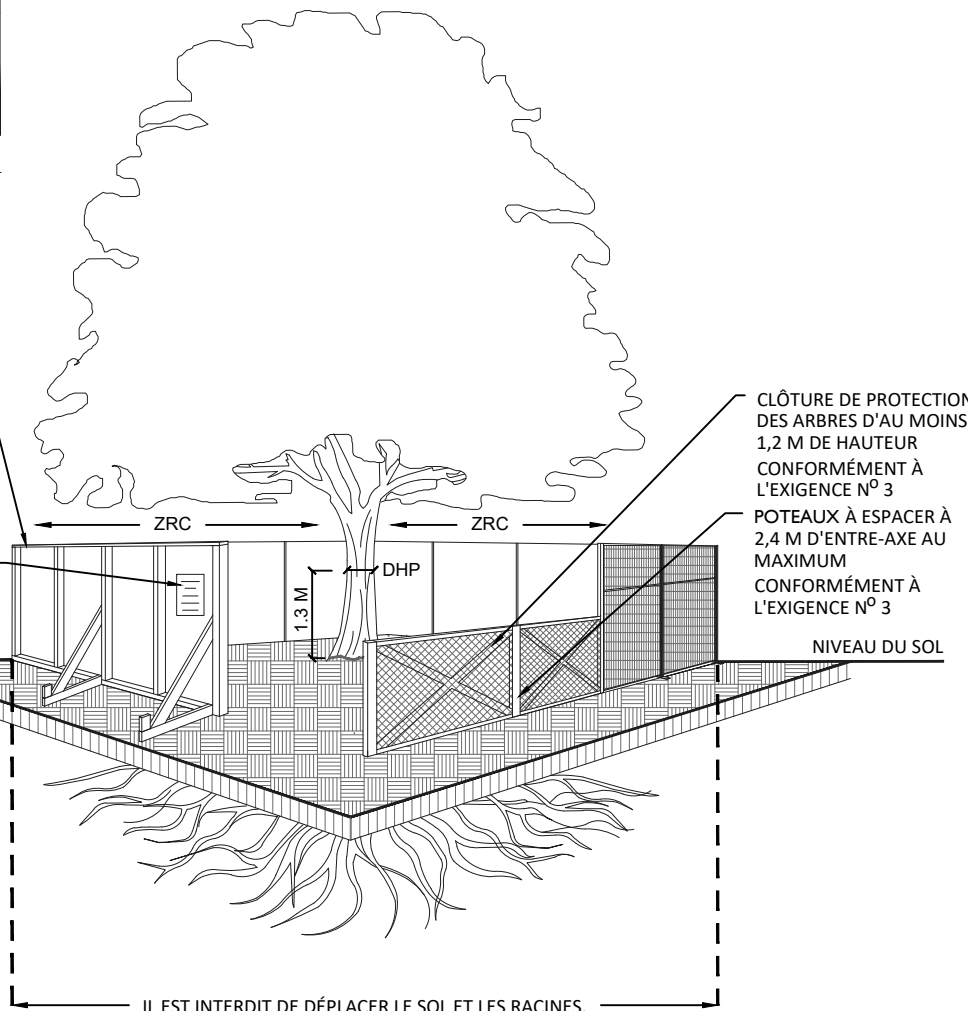 CLÔTURE DE PROTECTION
DES ARBRES D'AU MOINS
1,2 M DE HAUTEUR
CONFORMÉMENT À
L'EXIGENCE Nº 3
POTEAUX À ESPACER À
2,4 M D'ENTRE-AXE AU
MAXIMUM
CONFORMÉMENT À
L'EXIGENCE Nº 3
ZRC
ZRC
DHP
1.3 M
NIVEAU DU SOL
IL EST INTERDIT DE DÉPLACER LE SOL ET LES RACINES.